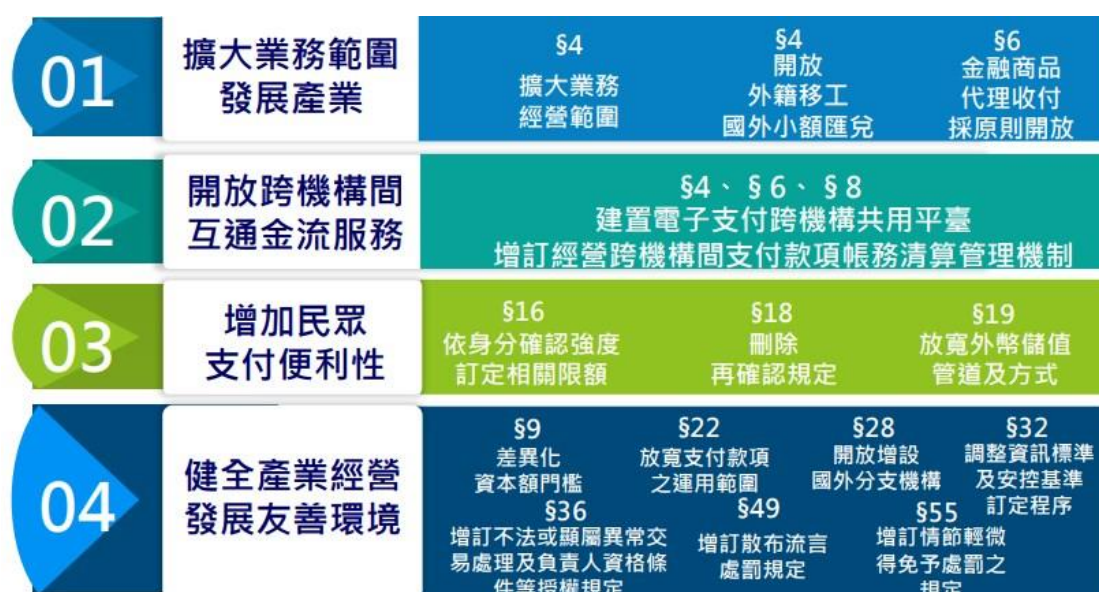 01
擴大業務範圍
發展產業
§4
擴大業務
經營範圍
§4
開放
外籍移工
國外小額匯兌
§6
金融商品
代理收付
採原則開放
02
開放跨機構間
互通金流服務
§4、§6、§8
建置電子支付跨機構共用平臺
增訂經營跨機構間支付款項帳務清算管理機制
03
增加民眾
支付便利性
§16
依身分確認強度
訂定相關限額
§18
刪除
再確認規定
§19
放寬外幣儲值
管道及方式
04
健全產業經營
發展友善環境
§9
差異化
資本額門檻
§22
放寬支付款項
之運用範圍
§28
開放增設
國外分支機構
§32
調整資訊標準
及安控基準
訂定程序
§36
增訂不法或顯屬異常交
易處理及負責人資格條
件等授權規定
§49
增訂散布流言
處罰規定
§55
增訂情節輕微
得免予處罰之
規定